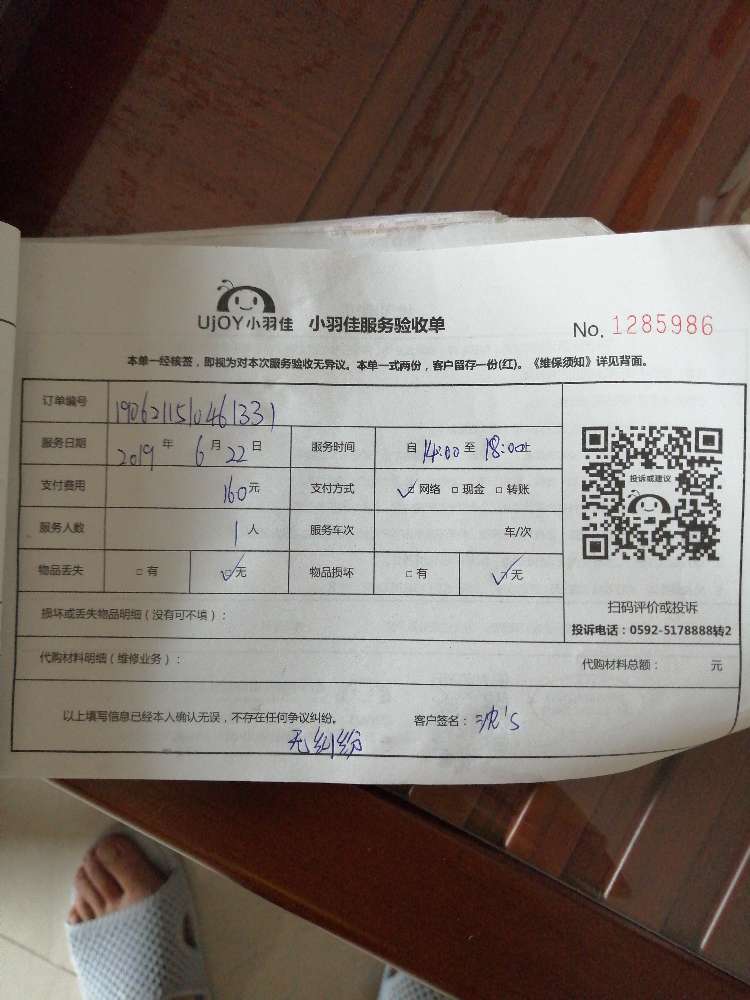 UjOY小羽佳 小羽佳服务验收单
No. 1285986
本单一经核签，即视为对本次服务验收无异议。本单一式两份，客户留存一份(红)。《维保须知》详见背面。
订单编号 1906211510461331
服务日期 2019 年 6 月 22 日 服务时间 自 14:00 至 18:00止
支付费用 160元 支付方式 ☑ 网络 □ 现金 □ 转账
服务人数 1 人 服务车次 车/次
物品丢失 □ 有 ☑ 无 物品损坏 □ 有 ☑ 无
损坏或丢失物品明细（没有可不填）：
代购材料明细（维修业务）： 代购材料总额： 元
投诉或建议
扫码评价或投诉
投诉电话：0592-5178888转2
以上填写信息已经本人确认无误，不存在任何争议纠纷。 客户签名：
无纠纷